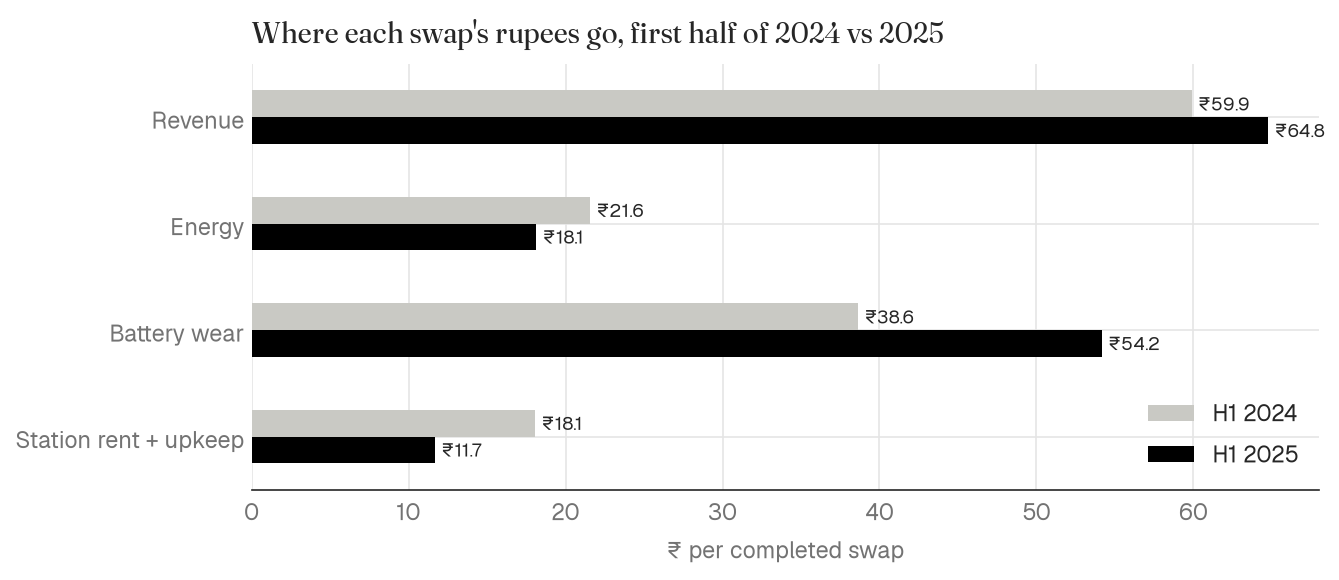 Where each swap's rupees go, first half of 2024 vs 2025
Revenue
₹59.9
₹64.8
Energy
₹21.6
₹18.1
Battery wear
₹38.6
₹54.2
Station rent + upkeep
₹18.1
₹11.7
H1 2024
H1 2025
0 10 20 30 40 50 60
₹ per completed swap